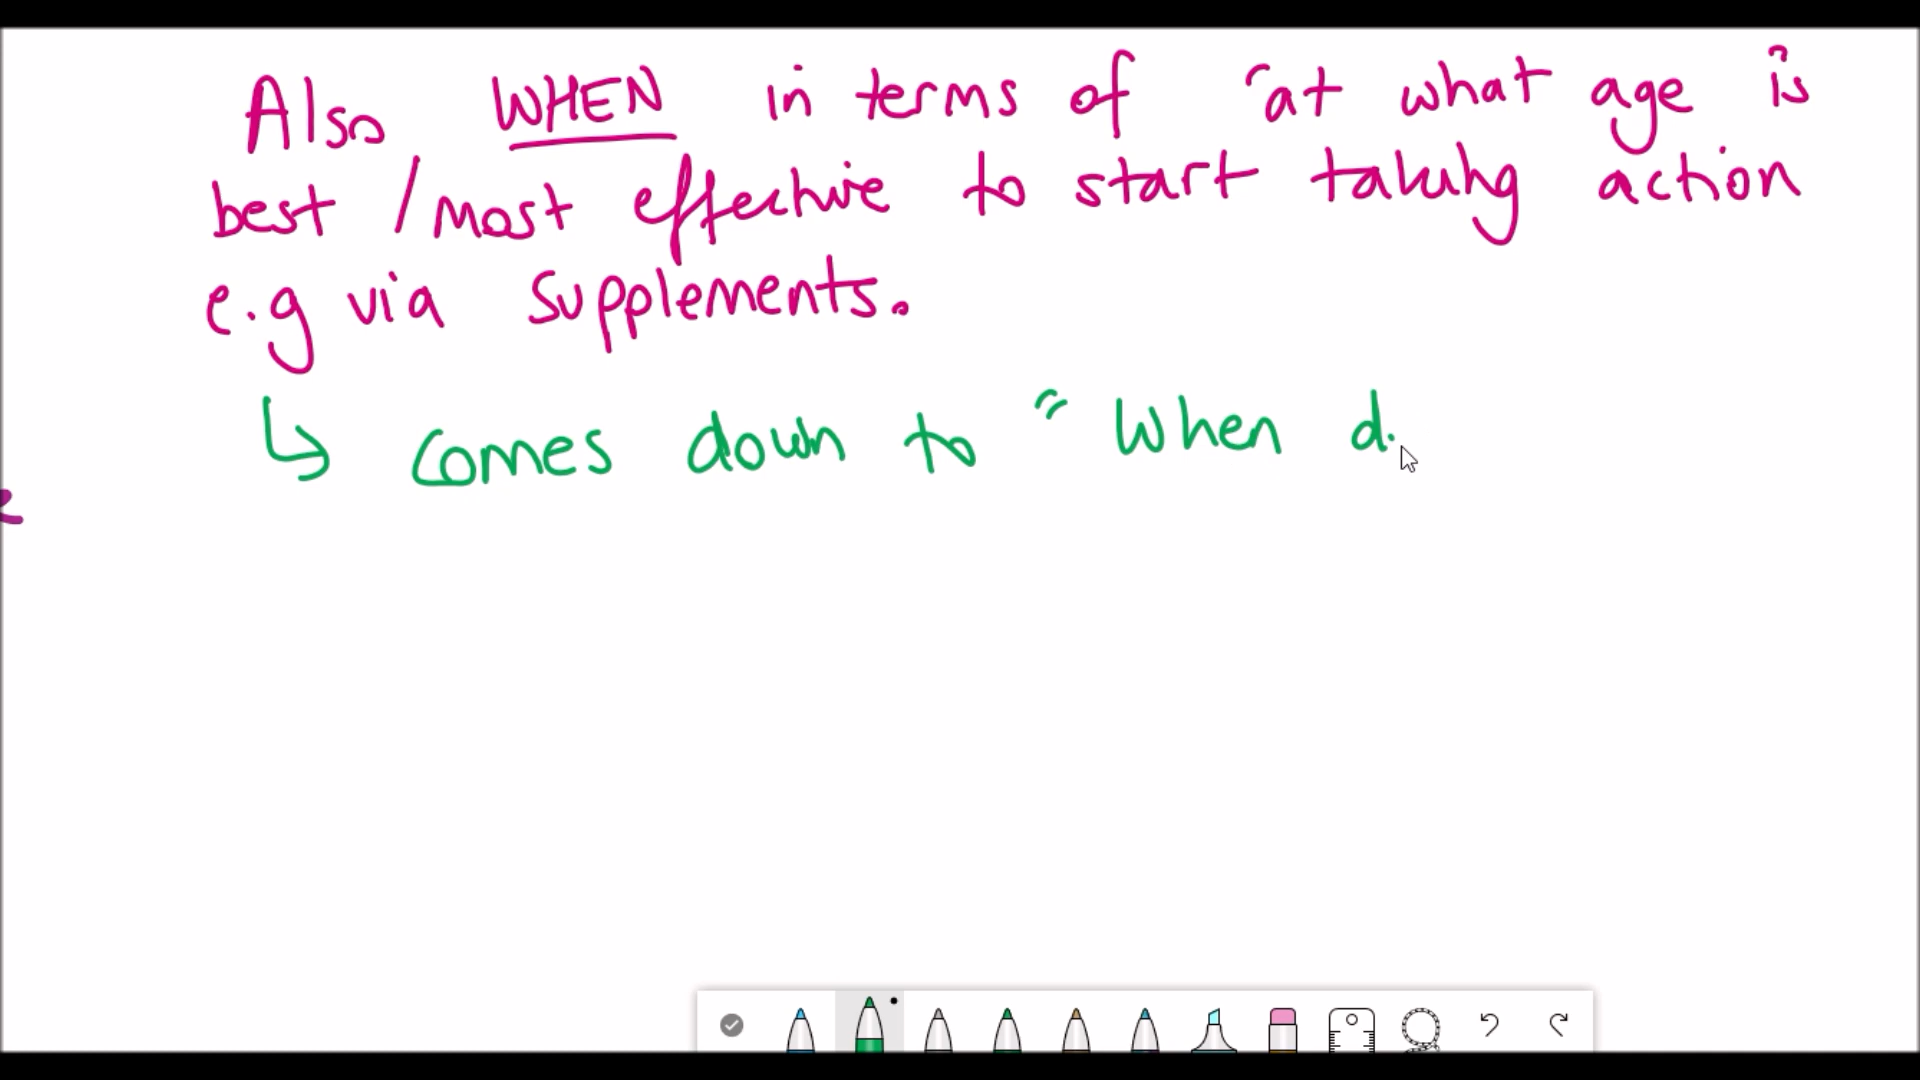 Also WHEN in terms of "at what age is
best / most effective to start taking action
e.g via supplements.
↳ comes down to "When d